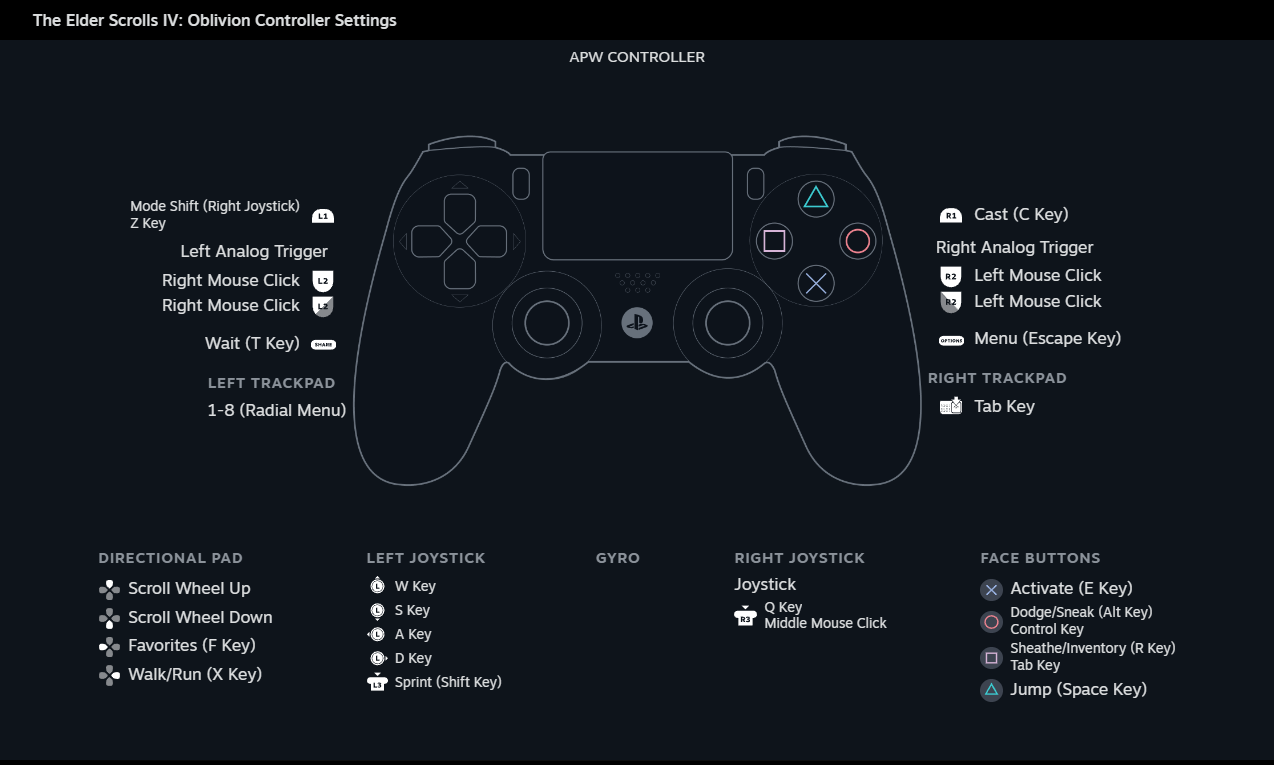 The Elder Scrolls IV: Oblivion Controller Settings
APW CONTROLLER
Mode Shift (Right Joystick)
Z Key
L1
Left Analog Trigger
Right Mouse Click L2
Right Mouse Click L2
Wait (T Key) SHARE
LEFT TRACKPAD
1-8 (Radial Menu)
R1 Cast (C Key)
Right Analog Trigger
R2 Left Mouse Click
R2 Left Mouse Click
OPTIONS Menu (Escape Key)
RIGHT TRACKPAD
Tab Key
DIRECTIONAL PAD
Scroll Wheel Up
Scroll Wheel Down
Favorites (F Key)
Walk/Run (X Key)
LEFT JOYSTICK
L W Key
L S Key
L A Key
L D Key
L3 Sprint (Shift Key)
GYRO
RIGHT JOYSTICK
Joystick
R3 Q Key
Middle Mouse Click
FACE BUTTONS
Activate (E Key)
Dodge/Sneak (Alt Key)
Control Key
Sheathe/Inventory (R Key)
Tab Key
Jump (Space Key)